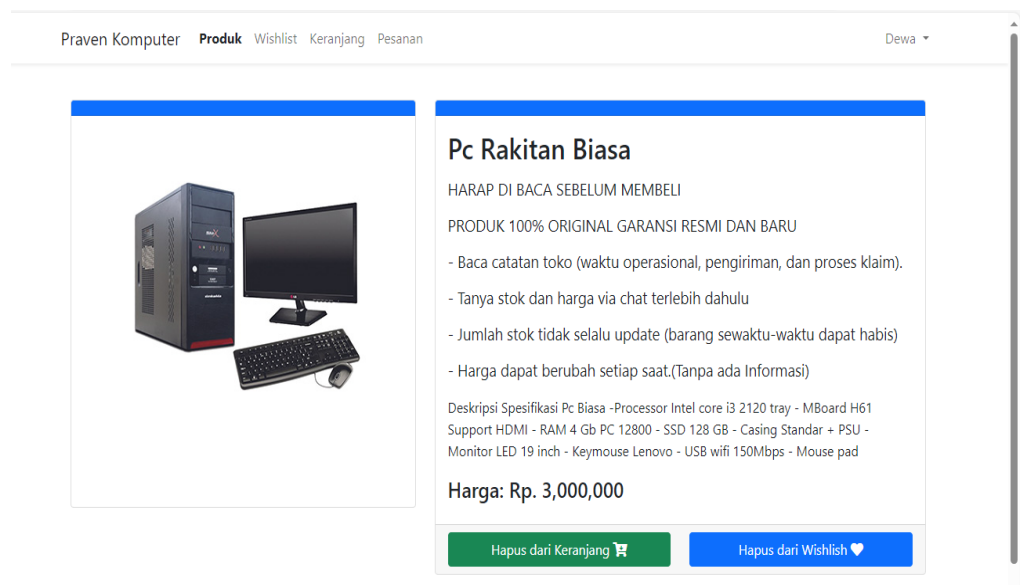 Praven Komputer Produk Wishlist Keranjang Pesanan Dewa
Pc Rakitan Biasa
HARAP DI BACA SEBELUM MEMBELI
PRODUK 100% ORIGINAL GARANSI RESMI DAN BARU
- Baca catatan toko (waktu operasional, pengiriman, dan proses klaim).
- Tanya stok dan harga via chat terlebih dahulu
- Jumlah stok tidak selalu update (barang sewaktu-waktu dapat habis)
- Harga dapat berubah setiap saat.(Tanpa ada Informasi)
Deskripsi Spesifikasi Pc Biasa -Processor Intel core i3 2120 tray - MBoard H61
Support HDMI - RAM 4 Gb PC 12800 - SSD 128 GB - Casing Standar + PSU -
Monitor LED 19 inch - Keymouse Lenovo - USB wifi 150Mbps - Mouse pad
Harga: Rp. 3,000,000
Hapus dari Keranjang Hapus dari Wishlish